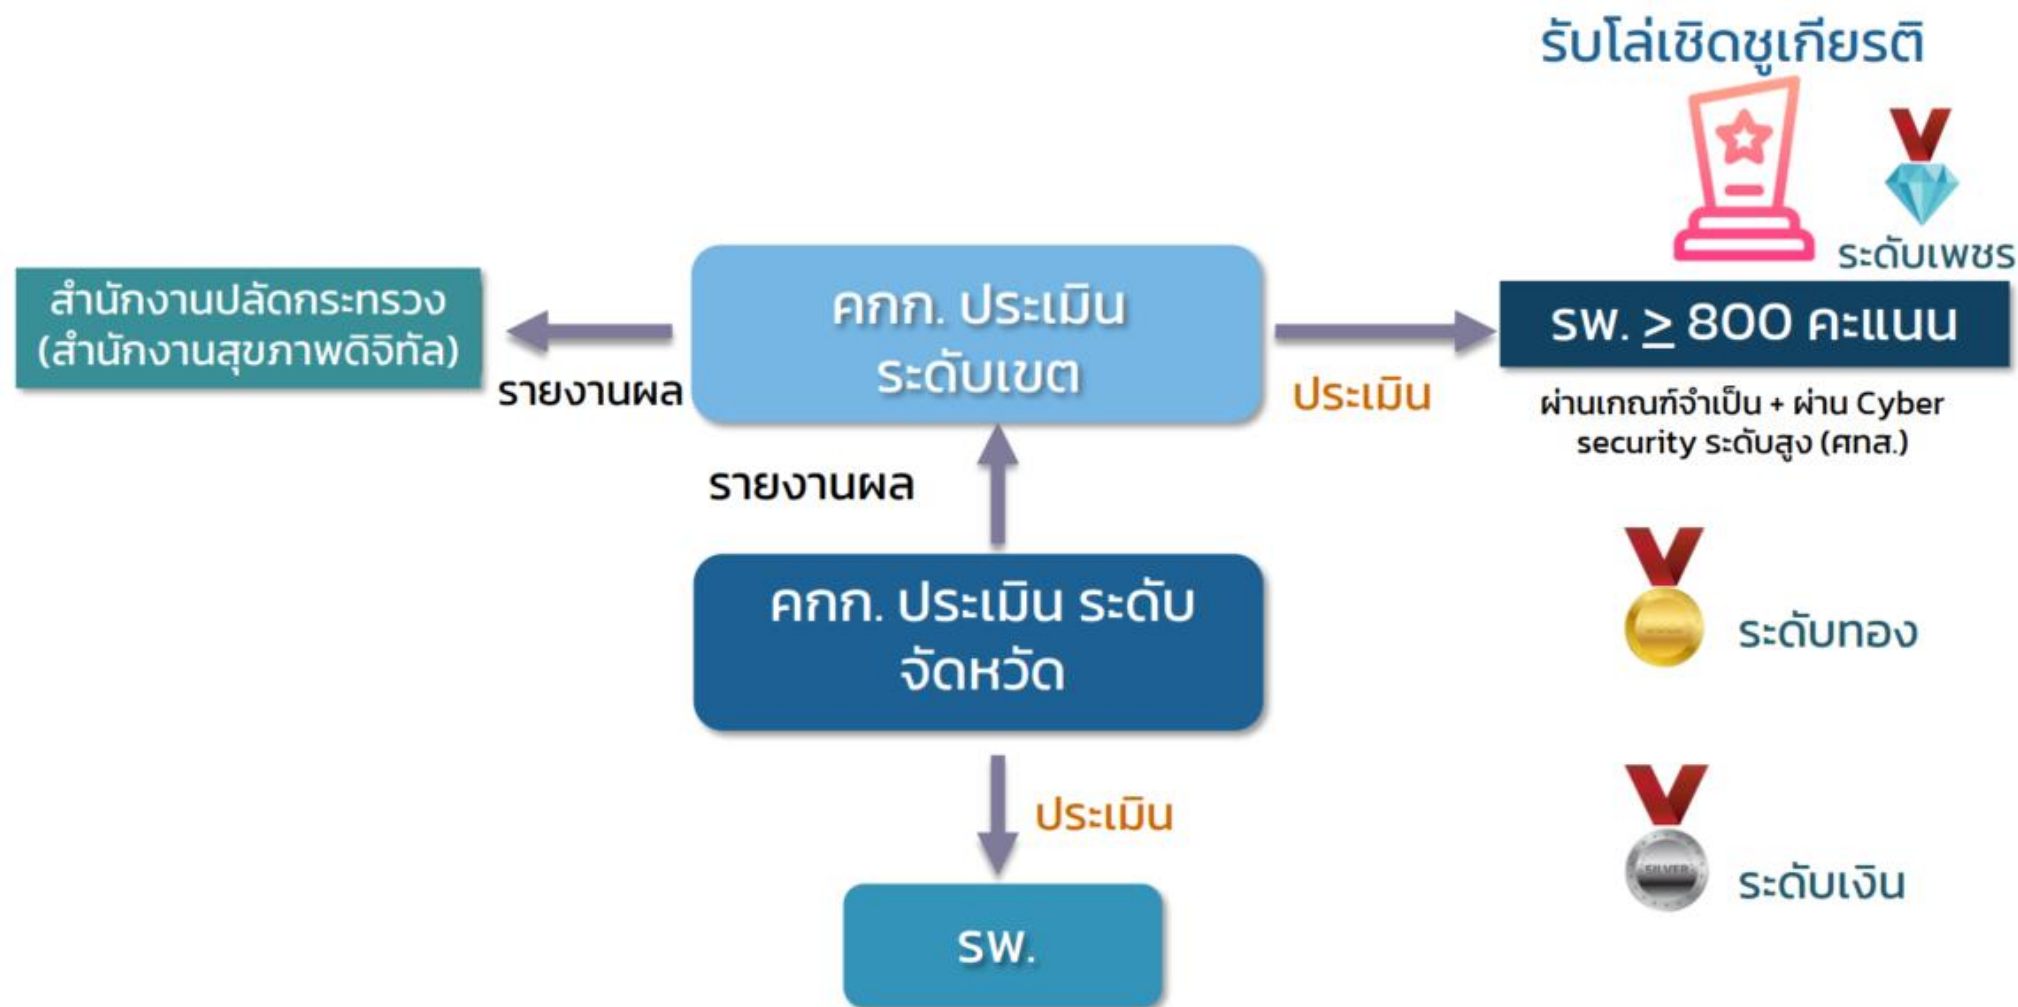 รับโล่เชิดชูเกียรติ
ระดับเพชร
สำนักงานปลัดกระทรวง
(สำนักงานสุขภาพดิจิทัล)
รายงานผล
คกก. ประเมิน
ระดับเขต
ประเมิน
รพ. ≥ 800 คะแนน
ผ่านเกณฑ์จำเป็น + ผ่าน Cyber
security ระดับสูง (ศทส.)
รายงานผล
คกก. ประเมิน ระดับ
จังหวัด
ระดับทอง
ประเมิน
SILVER
ระดับเงิน
รพ.